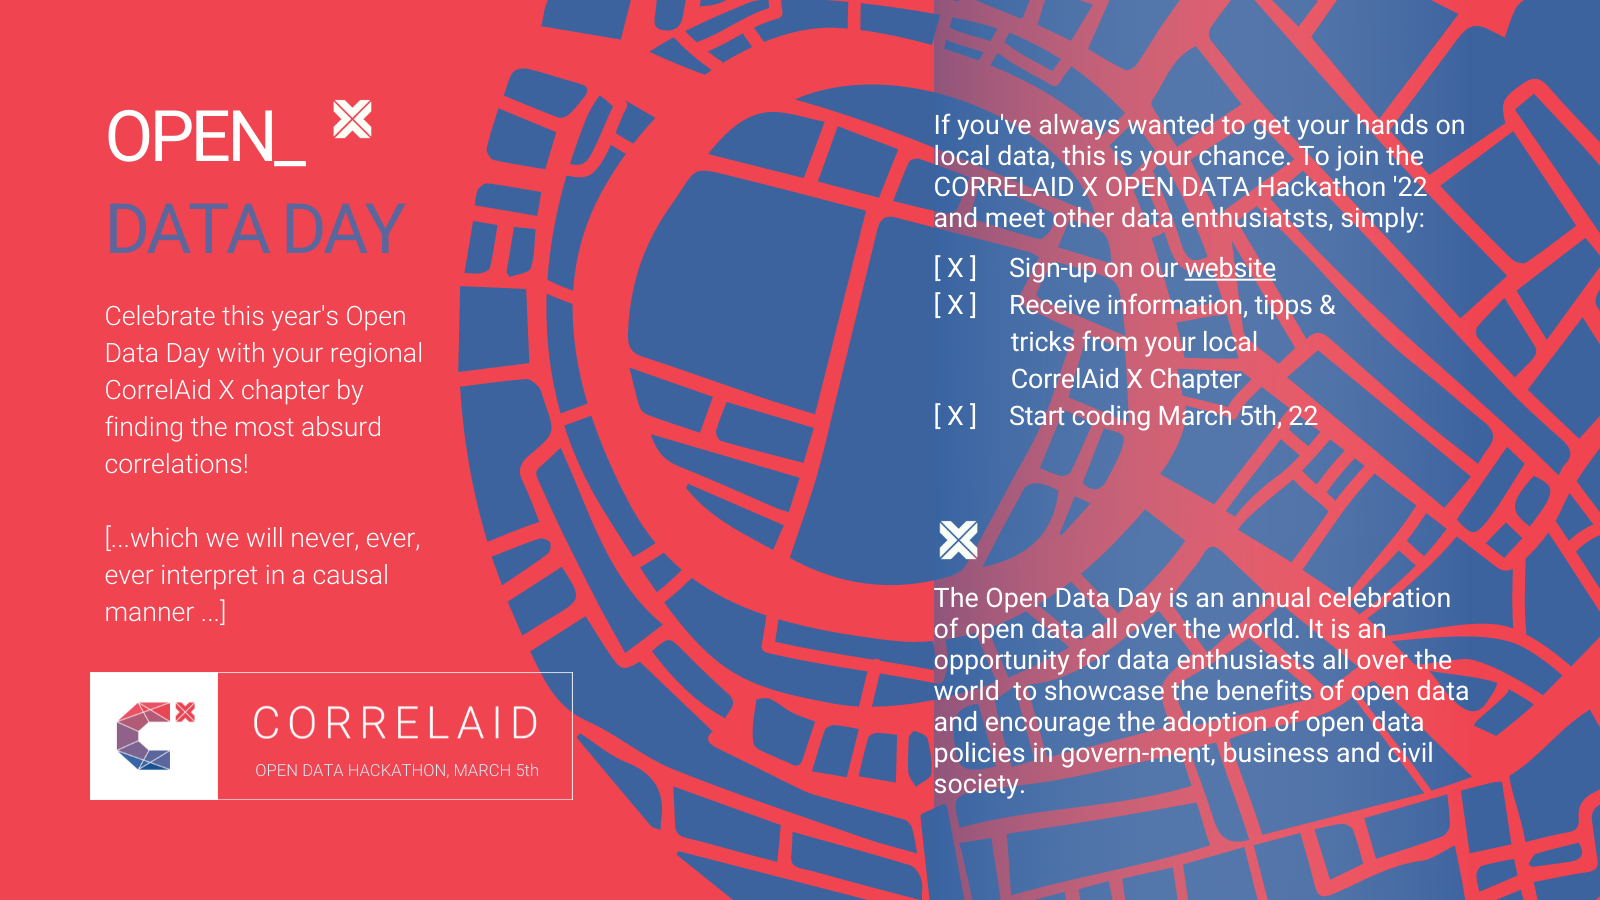 OPEN_
DATA DAY
Celebrate this year's Open
Data Day with your regional
CorrelAid X chapter by
finding the most absurd
correlations!
[...which we will never, ever,
ever interpret in a causal
manner ...]
CORRELAID
OPEN DATA HACKATHON, MARCH 5th
If you've always wanted to get your hands on
local data, this is your chance. To join the
CORRELAID X OPEN DATA Hackathon '22
and meet other data enthusiatsts, simply:
[ X ] Sign-up on our website
[ X ] Receive information, tipps &
tricks from your local
CorrelAid X Chapter
[ X ] Start coding March 5th, 22
The Open Data Day is an annual celebration
of open data all over the world. It is an
opportunity for data enthusiasts all over the
world to showcase the benefits of open data
and encourage the adoption of open data
policies in govern-ment, business and civil
society.